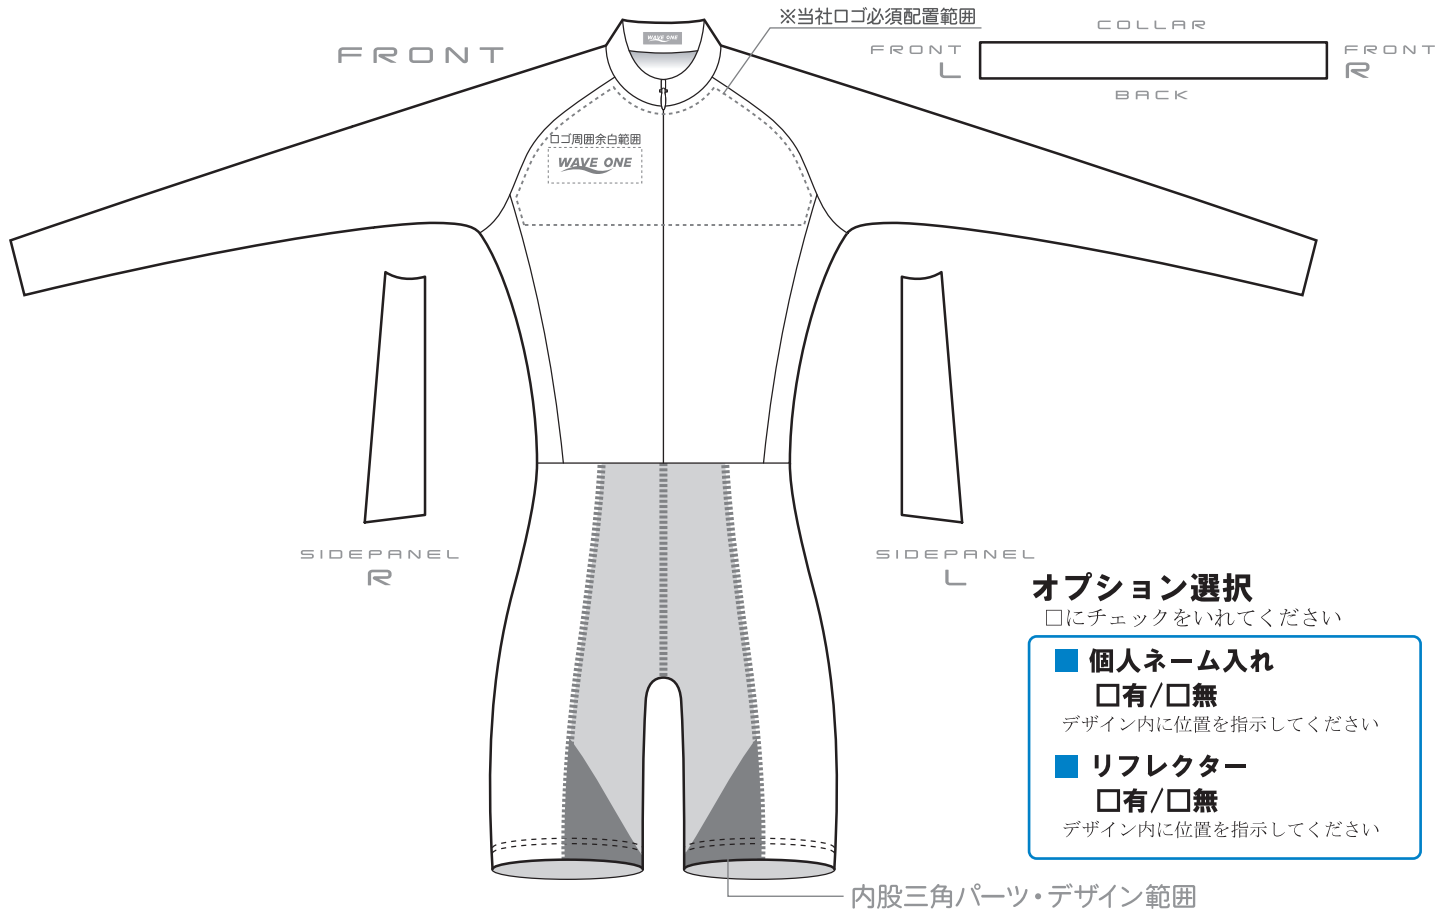 ※当社ロゴ必須配置範囲
FRONT
WAVE ONE
COLLAR
FRONT
L
FRONT
R
BACK
ロゴ周囲余白範囲
WAVE ONE
SIDEPANEL
R
SIDEPANEL
L
オプション選択
□にチェックをいれてください
■ 個人ネーム入れ
□有/□無
デザイン内に位置を指示してください
■ リフレクター
□有/□無
デザイン内に位置を指示してください
内股三角パーツ・デザイン範囲